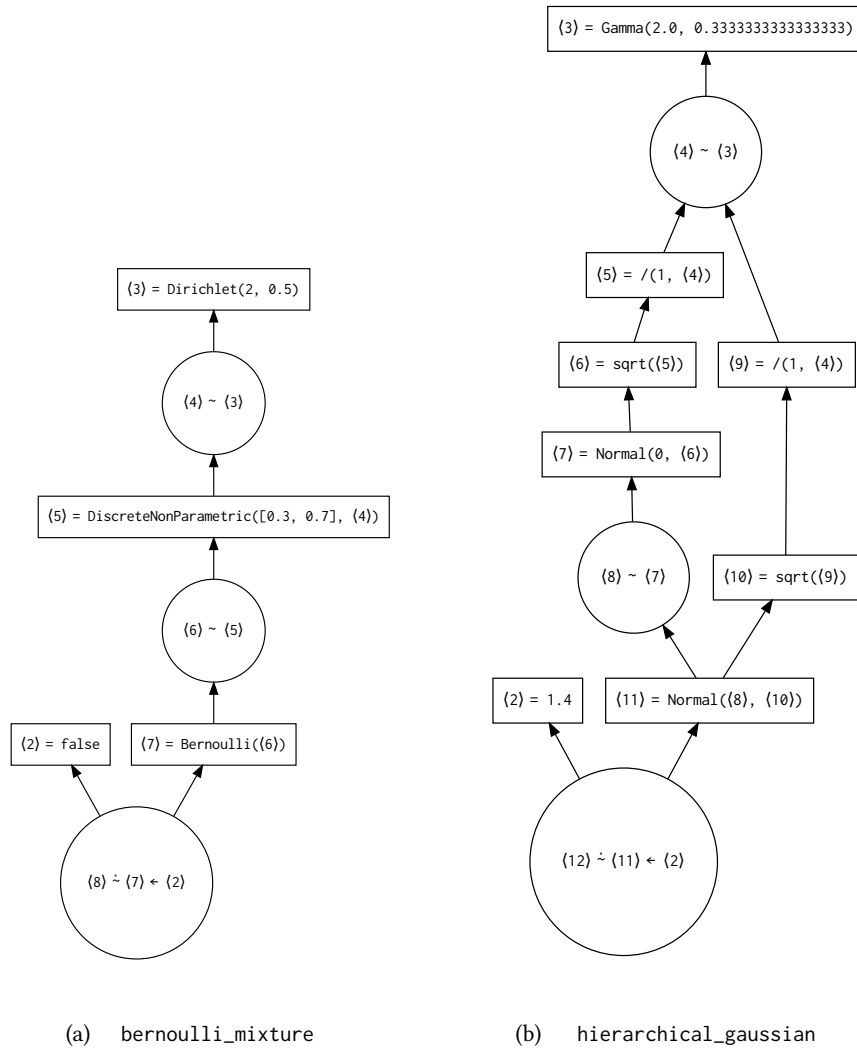 ⟨3⟩ = Dirichlet(2, 0.5)
⟨4⟩ ~ ⟨3⟩
⟨5⟩ = DiscreteNonParametric([0.3, 0.7], ⟨4⟩)
⟨6⟩ ~ ⟨5⟩
⟨2⟩ = false
⟨7⟩ = Bernoulli(⟨6⟩)
⟨8⟩ ~̇ ⟨7⟩ ← ⟨2⟩
(a) bernoulli_mixture
⟨3⟩ = Gamma(2.0, 0.3333333333333333)
⟨4⟩ ~ ⟨3⟩
⟨5⟩ = /(1, ⟨4⟩)
⟨6⟩ = sqrt(⟨5⟩)
⟨9⟩ = /(1, ⟨4⟩)
⟨7⟩ = Normal(0, ⟨6⟩)
⟨8⟩ ~ ⟨7⟩
⟨10⟩ = sqrt(⟨9⟩)
⟨2⟩ = 1.4
⟨11⟩ = Normal(⟨8⟩, ⟨10⟩)
⟨12⟩ ~̇ ⟨11⟩ ← ⟨2⟩
(b) hierarchical_gaussian